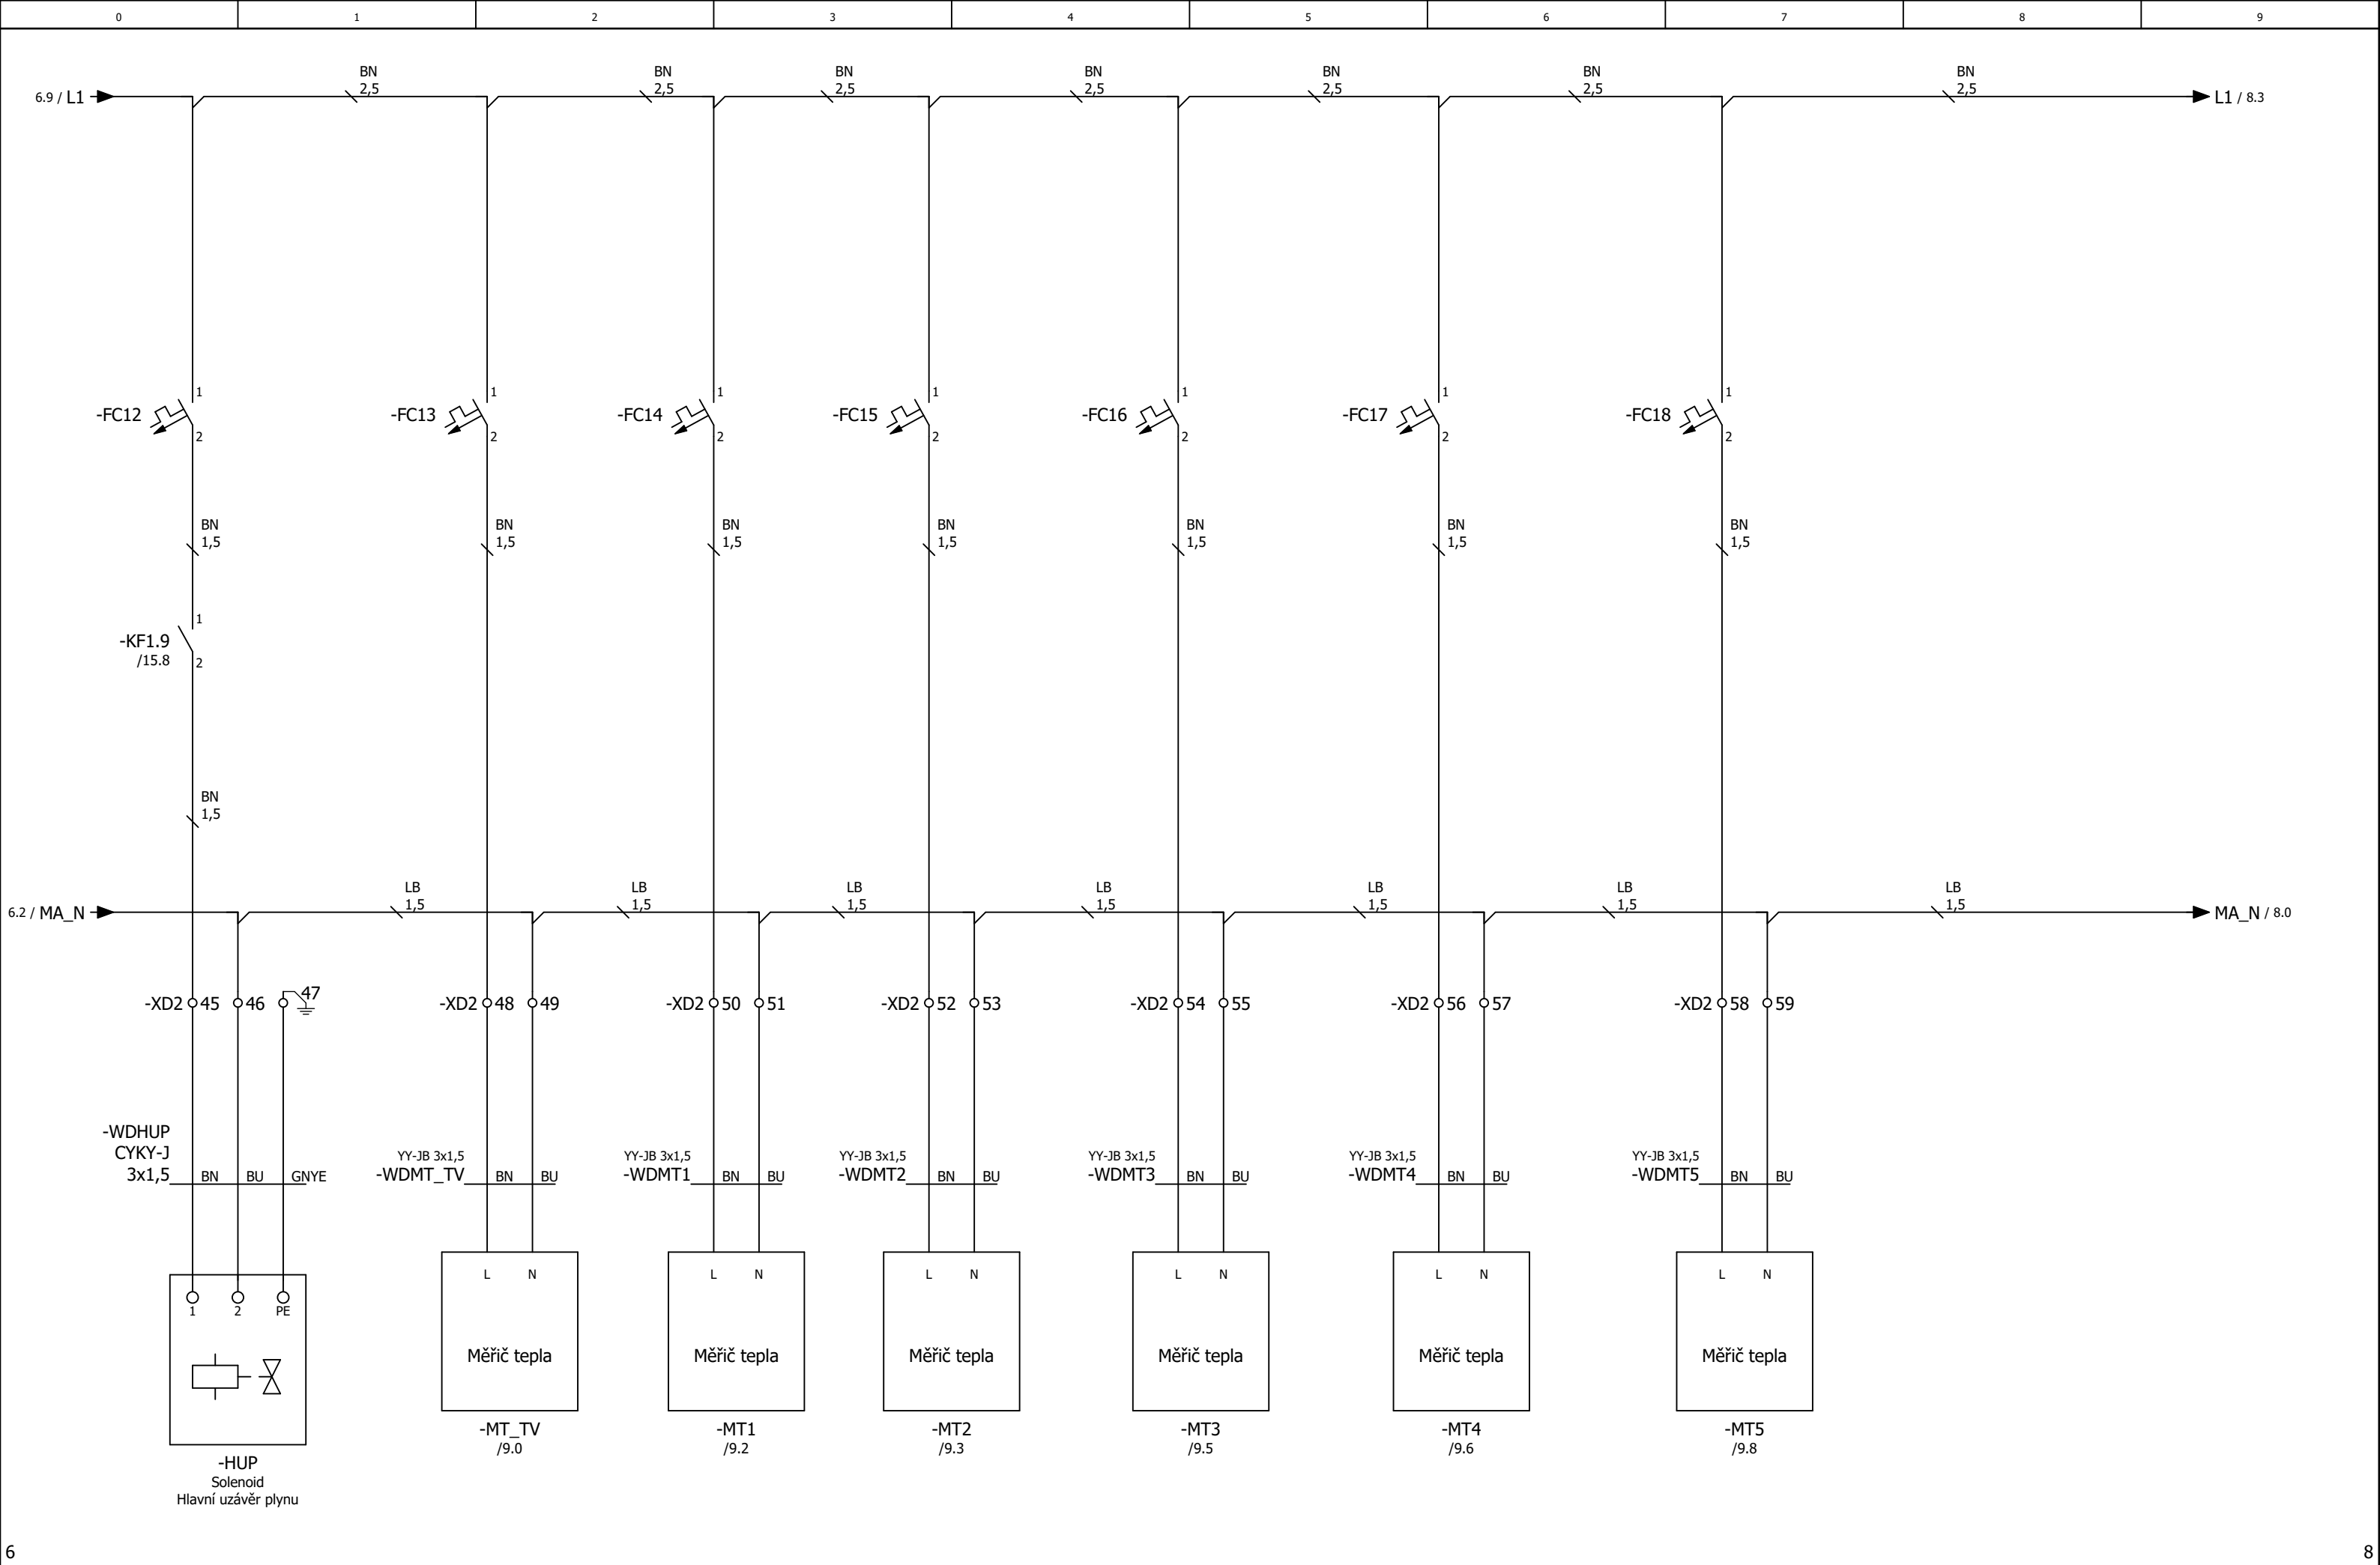 0 1 2 3 4 5 6 7 8 9
BN BN BN BN BN BN BN
6.9 / L1 2,5 2,5 2,5 2,5 2,5 2,5 2,5 L1 / 8.3
1 1 1 1 1 1 1
-FC12 -FC13 -FC14 -FC15 -FC16 -FC17 -FC18
2 2 2 2 2 2 2
BN BN BN BN BN BN BN
1,5 1,5 1,5 1,5 1,5 1,5 1,5
1
-KF1.9
/15.8 2
BN
1,5
LB LB LB LB LB LB LB
1,5 1,5 1,5 1,5 1,5 1,5 1,5
6.2 / MA_N MA_N / 8.0
47
-XD2 45 46 -XD2 48 49 -XD2 50 51 -XD2 52 53 -XD2 54 55 -XD2 56 57 -XD2 58 59
-WDHUP
CYKY-J YY-JB 3x1,5 YY-JB 3x1,5 YY-JB 3x1,5 YY-JB 3x1,5 YY-JB 3x1,5 YY-JB 3x1,5
3x1,5 BN BU GNYE -WDMT_TV BN BU -WDMT1 BN BU -WDMT2 BN BU -WDMT3 BN BU -WDMT4 BN BU -WDMT5 BN BU
L N L N L N L N L N L N
1 2 PE
Měřič tepla Měřič tepla Měřič tepla Měřič tepla Měřič tepla Měřič tepla
-MT_TV -MT1 -MT2 -MT3 -MT4 -MT5
/9.0 /9.2 /9.3 /9.5 /9.6 /9.8
-HUP
Solenoid
Hlavní uzávěr plynu
6 8